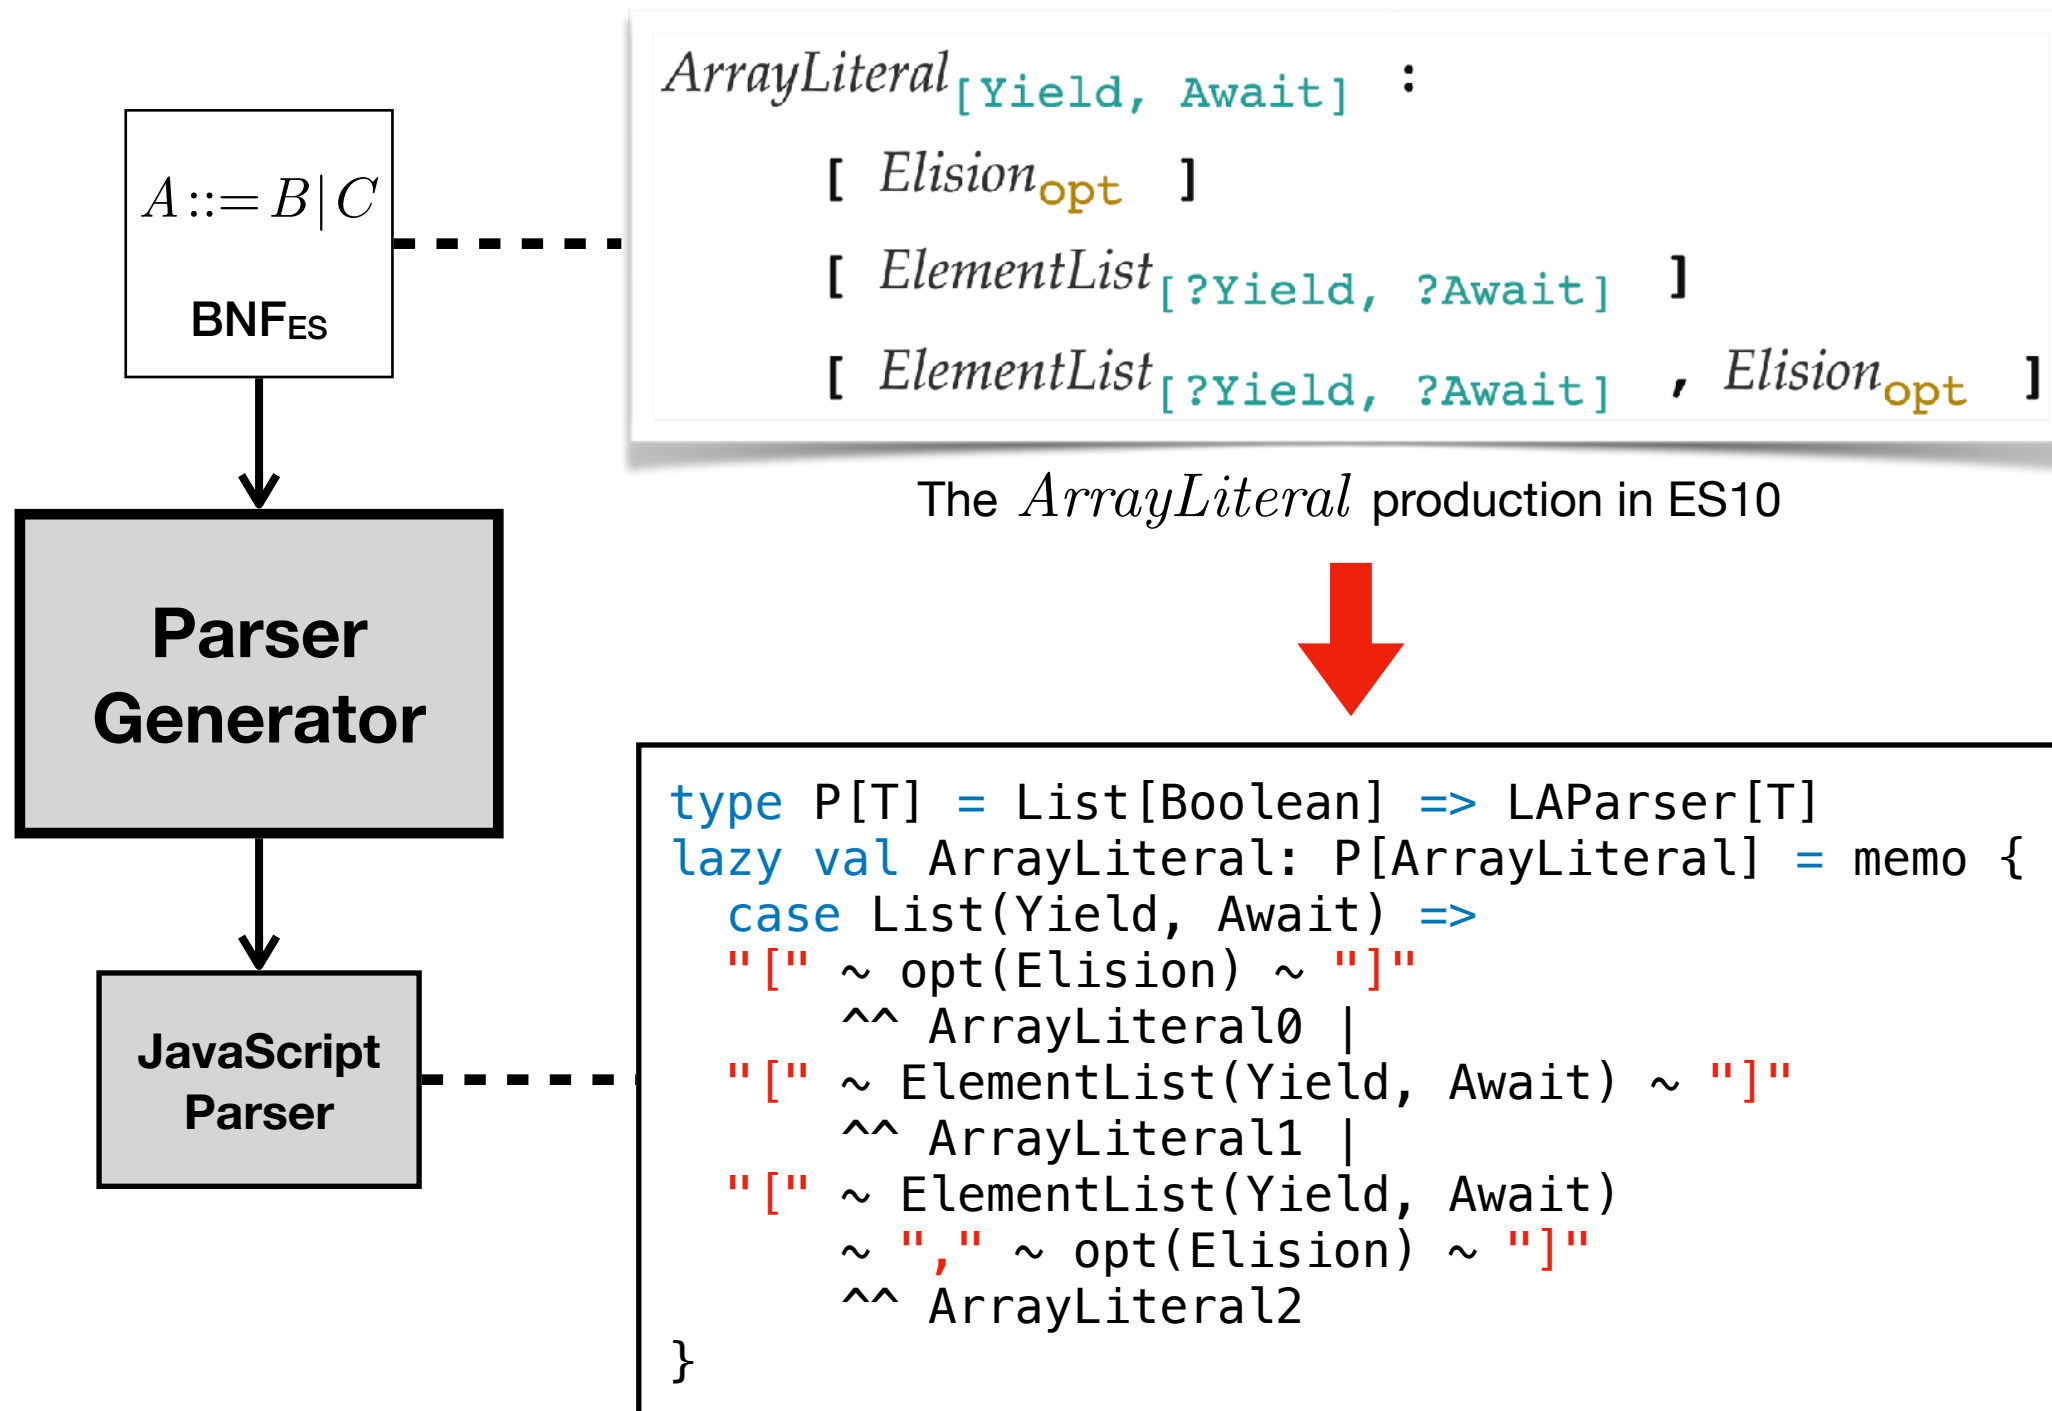 A ::= B | C
BNFES
Parser
Generator
JavaScript
Parser
ArrayLiteral[Yield, Await] :
[ Elisionopt ]
[ ElementList[?Yield, ?Await] ]
[ ElementList[?Yield, ?Await] , Elisionopt ]
The ArrayLiteral production in ES10
type P[T] = List[Boolean] => LAParser[T]
lazy val ArrayLiteral: P[ArrayLiteral] = memo {
  case List(Yield, Await) =>
  "[" ~ opt(Elision) ~ "]"
      ^^ ArrayLiteral0 |
  "[" ~ ElementList(Yield, Await) ~ "]"
      ^^ ArrayLiteral1 |
  "[" ~ ElementList(Yield, Await)
      ~ "," ~ opt(Elision) ~ "]"
      ^^ ArrayLiteral2
}